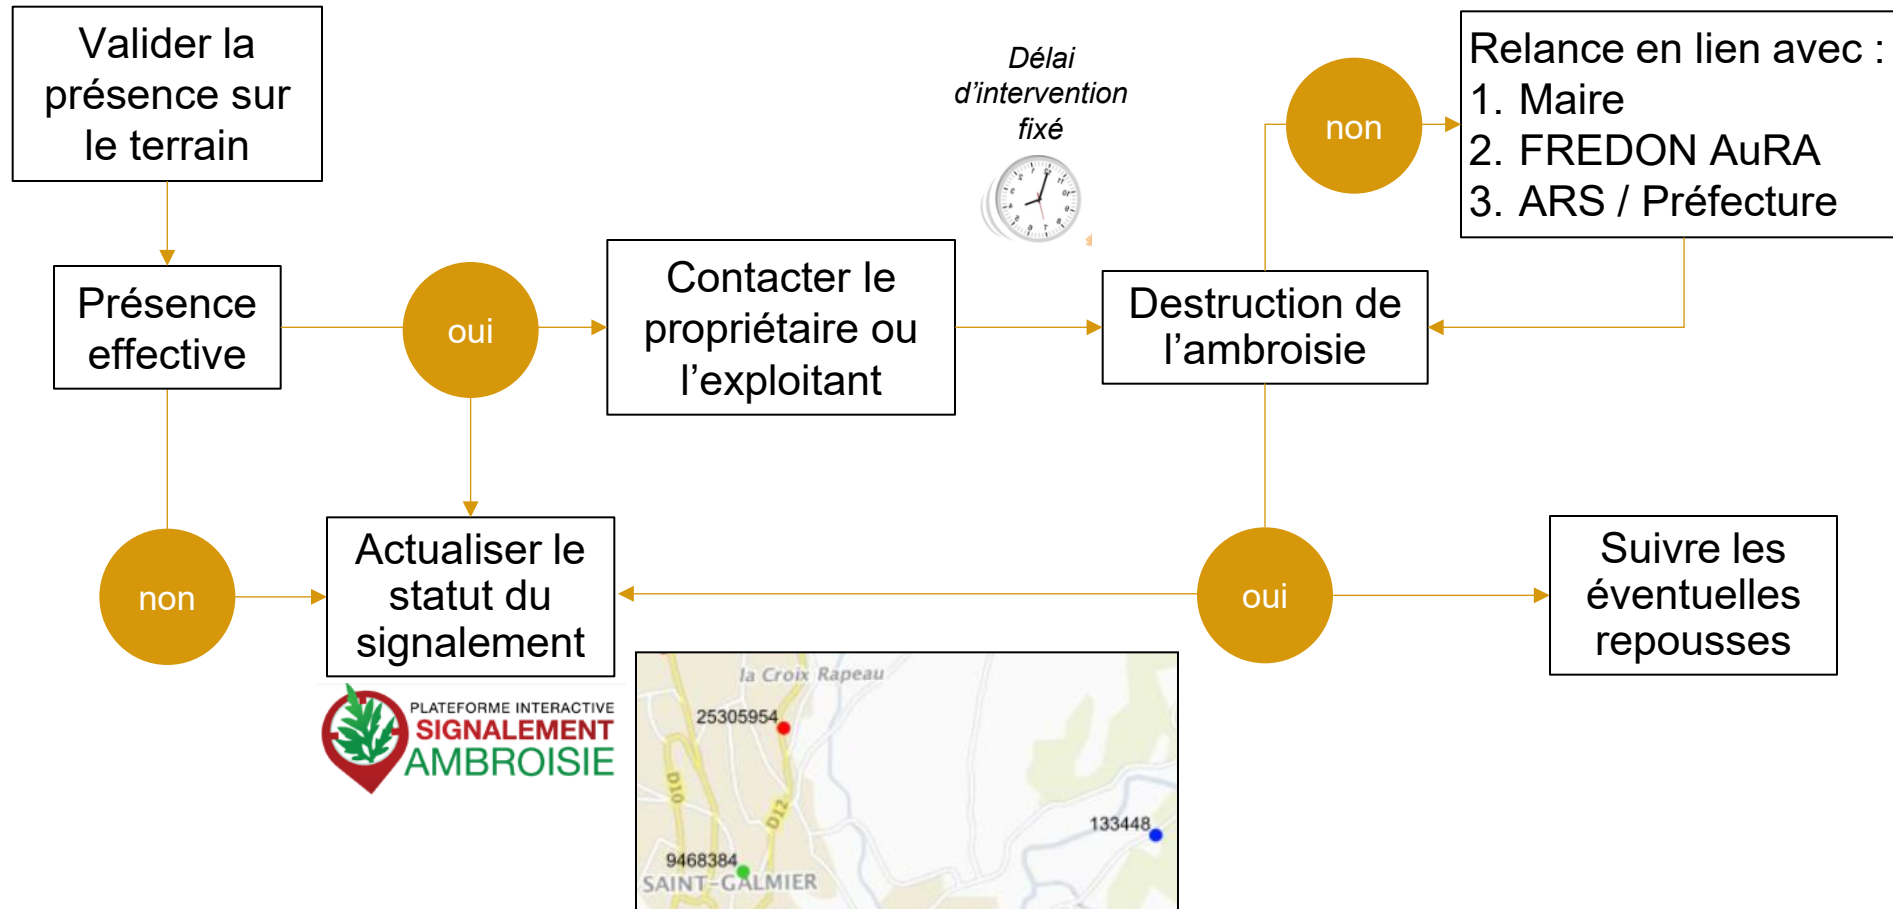 Valider la
présence sur
le terrain
Délai
d’intervention
fixé
non
Relance en lien avec :
1. Maire
2. FREDON AuRA
3. ARS / Préfecture
Présence
effective
oui
Contacter le
propriétaire ou
l’exploitant
Destruction de
l’ambroisie
non
Actualiser le
statut du
signalement
oui
Suivre les
éventuelles
repousses
PLATEFORME INTERACTIVE
SIGNALEMENT
AMBROISIE
la Croix Rapeau
25305954
D10
D12
133448
9468384
SAINT-GALMIER